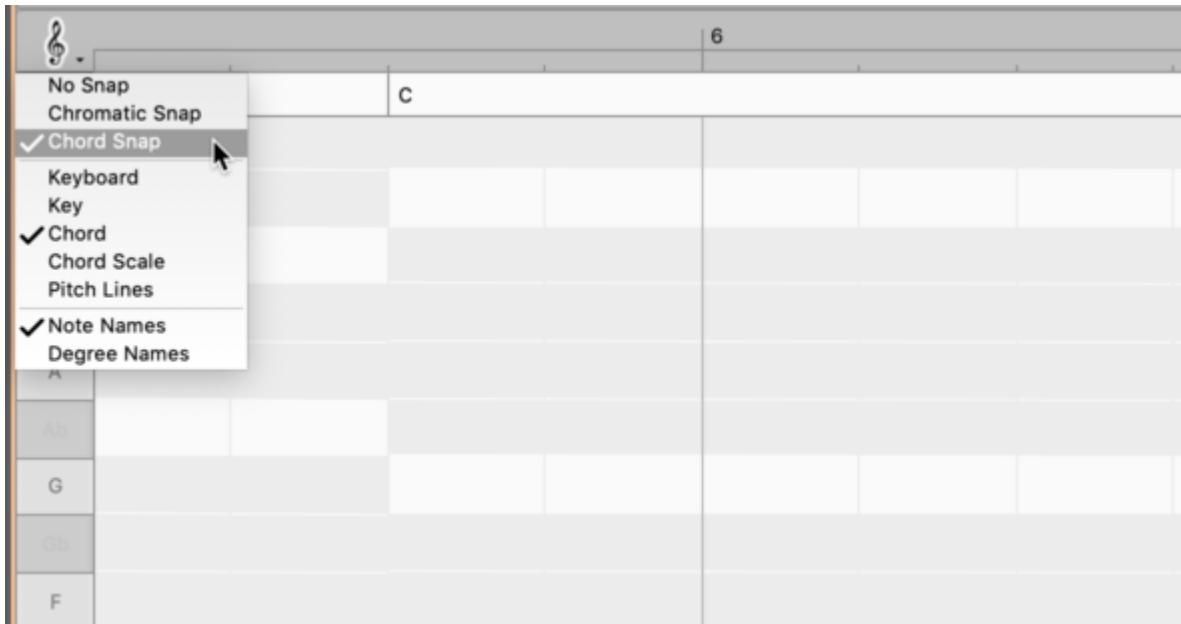 6
No Snap
C
Chromatic Snap
Chord Snap
Keyboard
Key
Chord
Chord Scale
Pitch Lines
Note Names
Degree Names
A
Ab
G
Gb
F